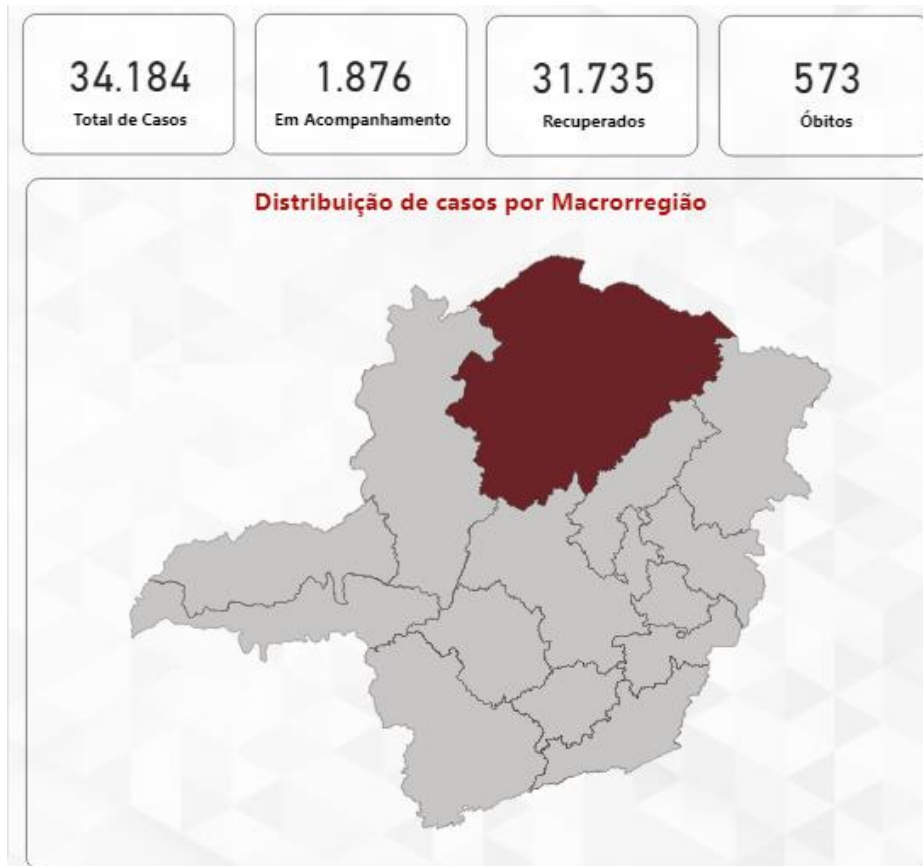 34.184
Total de Casos
1.876
Em Acompanhamento
31.735
Recuperados
573
Óbitos
Distribuição de casos por Macrorregião